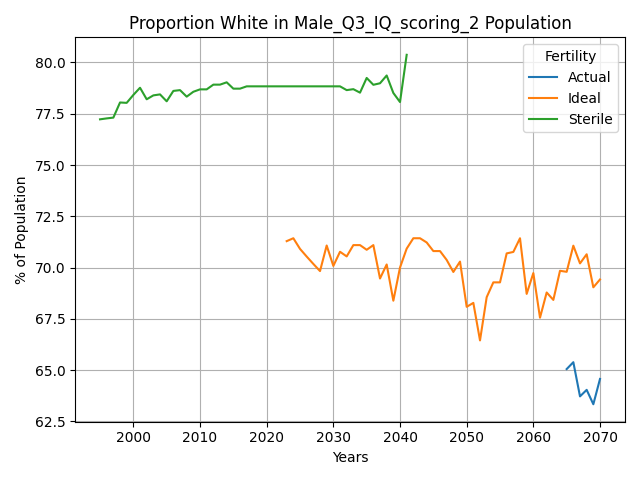 Proportion White in Male_Q3_IQ_scoring_2 Population
Fertility
Actual
Ideal
Sterile
% of Population
80.0
77.5
75.0
72.5
70.0
67.5
65.0
62.5
2000 2010 2020 2030 2040 2050 2060 2070
Years